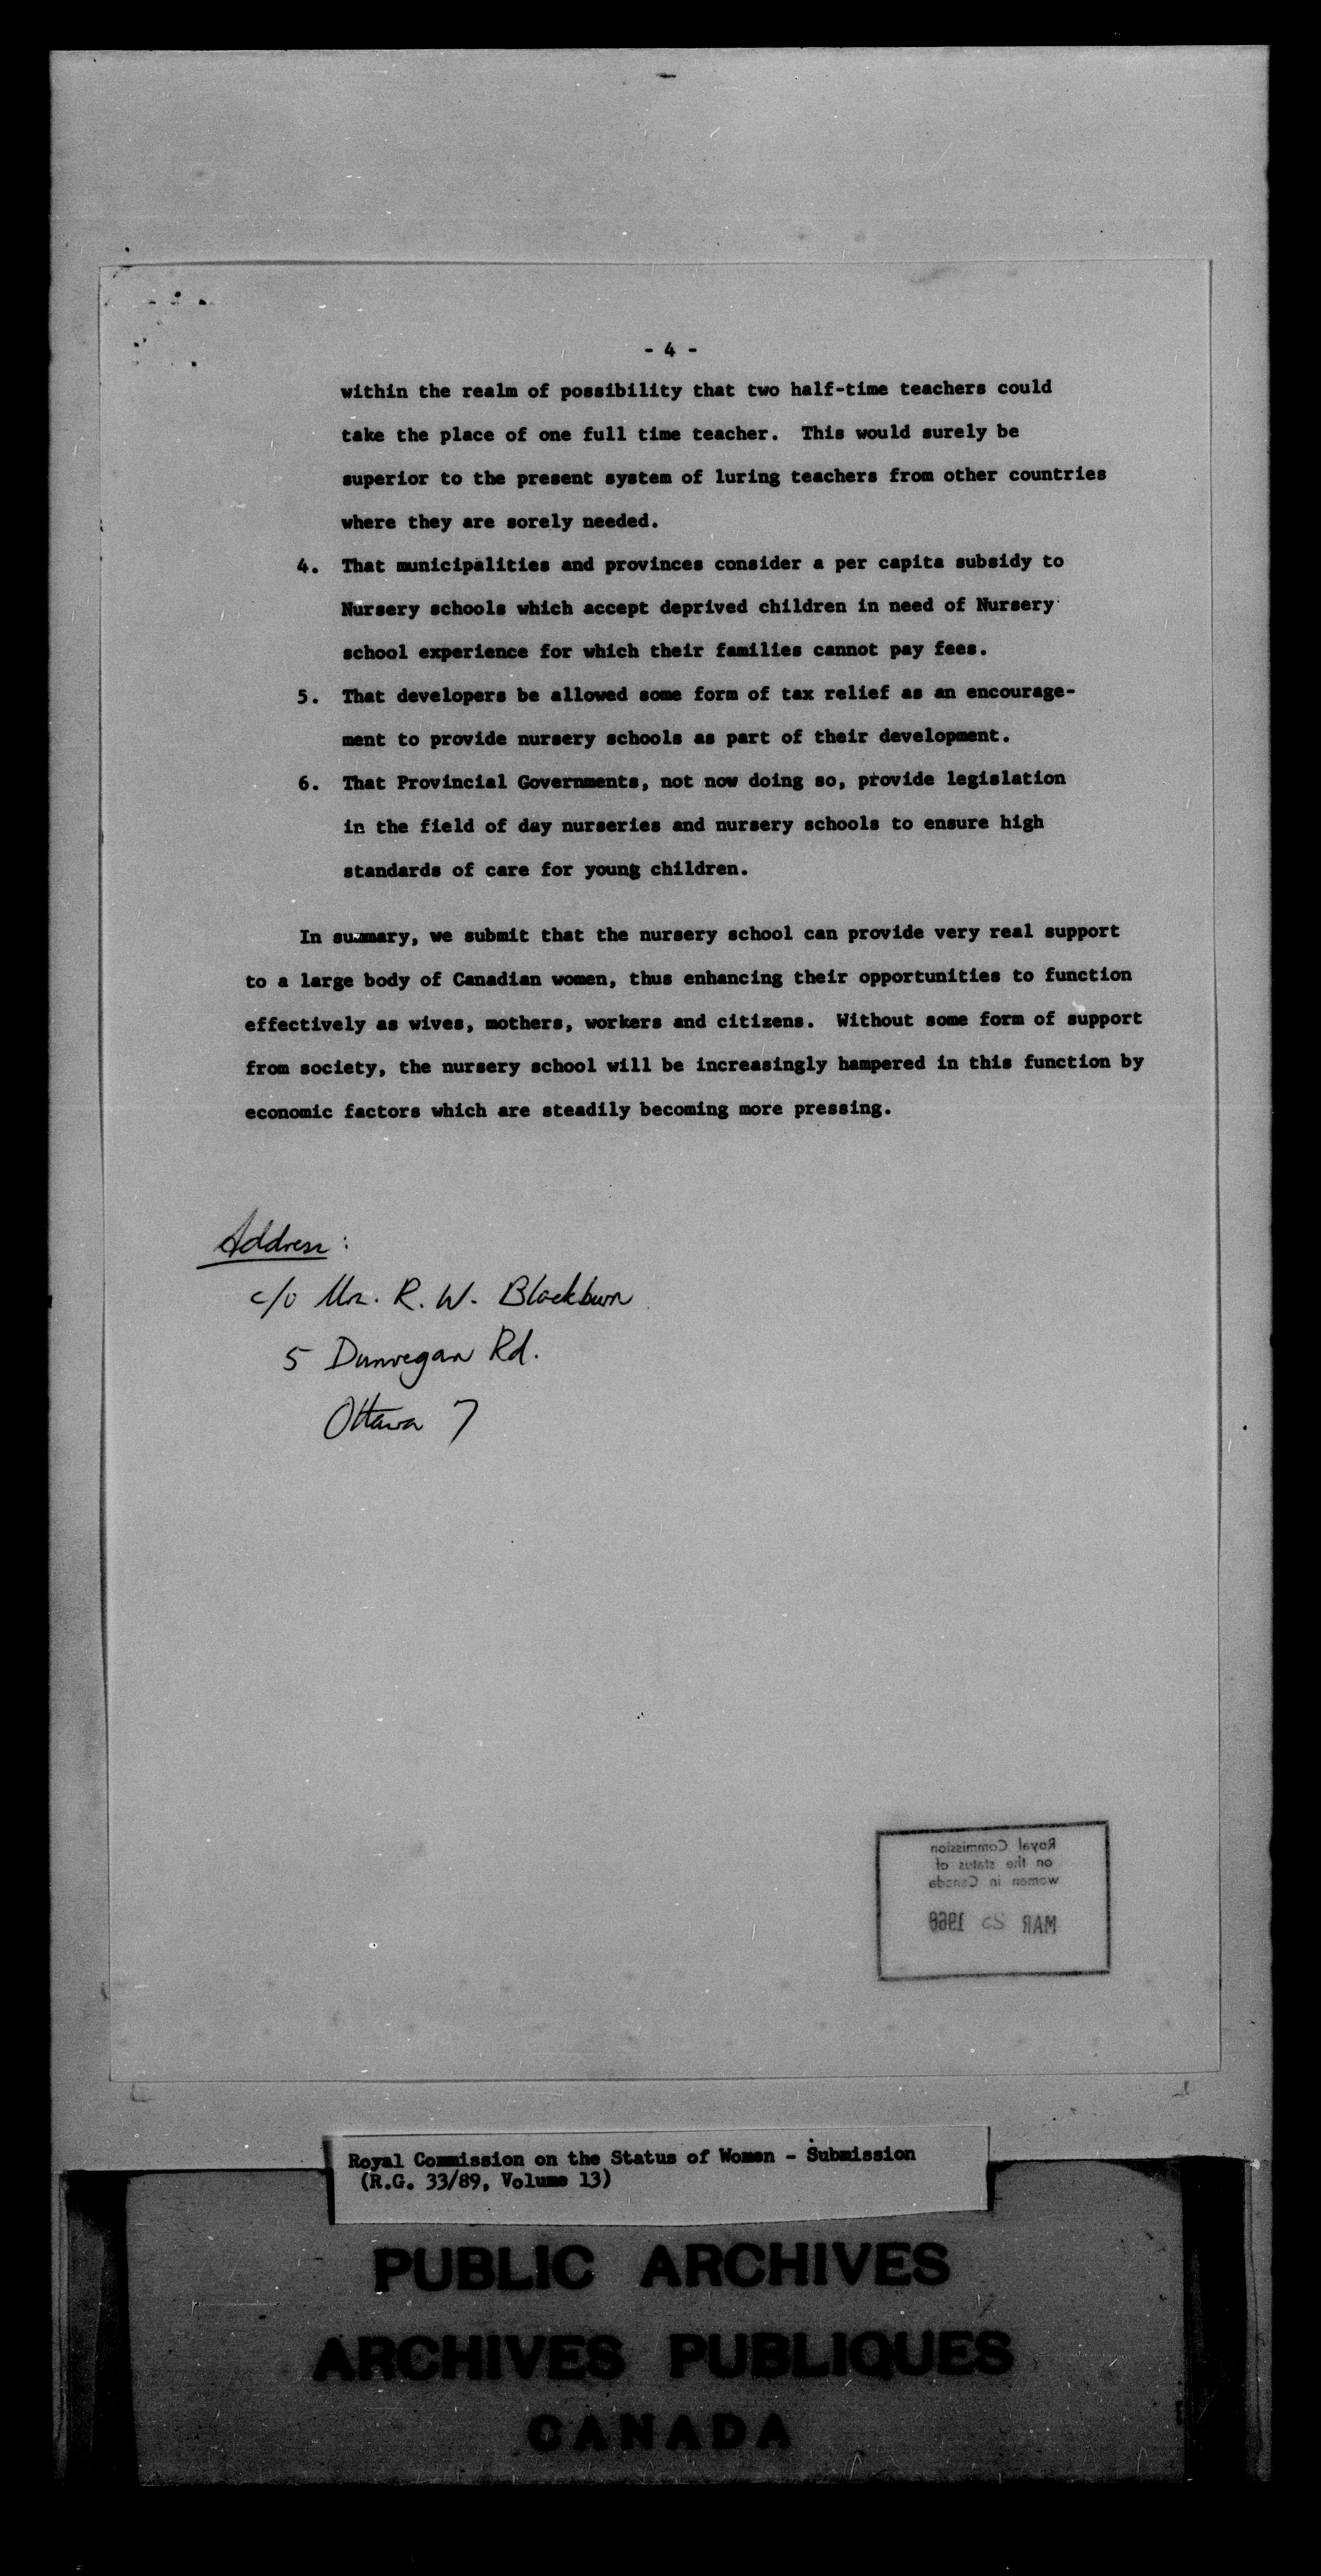 - 4 -
within the realm of possibility that two half-time teachers could
take the place of one full time teacher. This would surely be
superior to the present system of luring teachers from other countries
where they are sorely needed.
4. That municipalities and provinces consider a per capita subsidy to
Nursery schools which accept deprived children in need of Nursery
school experience for which their families cannot pay fees.
5. That developers be allowed some form of tax relief as an encourage-
ment to provide nursery schools as part of their development.
6. That Provincial Governments, not now doing so, provide legislation
in the field of day nurseries and nursery schools to ensure high
standards of care for young children.
In summary, we submit that the nursery school can provide very real support
to a large body of Canadian women, thus enhancing their opportunities to function
effectively as wives, mothers, workers and citizens. Without some form of support
from society, the nursery school will be increasingly hampered in this function by
economic factors which are steadily becoming more pressing.
Address:
c/o Mrs. R. W. Blackburn
5 Dunvegan Rd.
Ottawa 7
Royal Commission
on the status of
women in Canada
MAR 25 1968
Royal Commission on the Status of Women - Submission
(R.G. 33/89, Volume 13)
PUBLIC ARCHIVES
ARCHIVES PUBLIQUES
CANADA